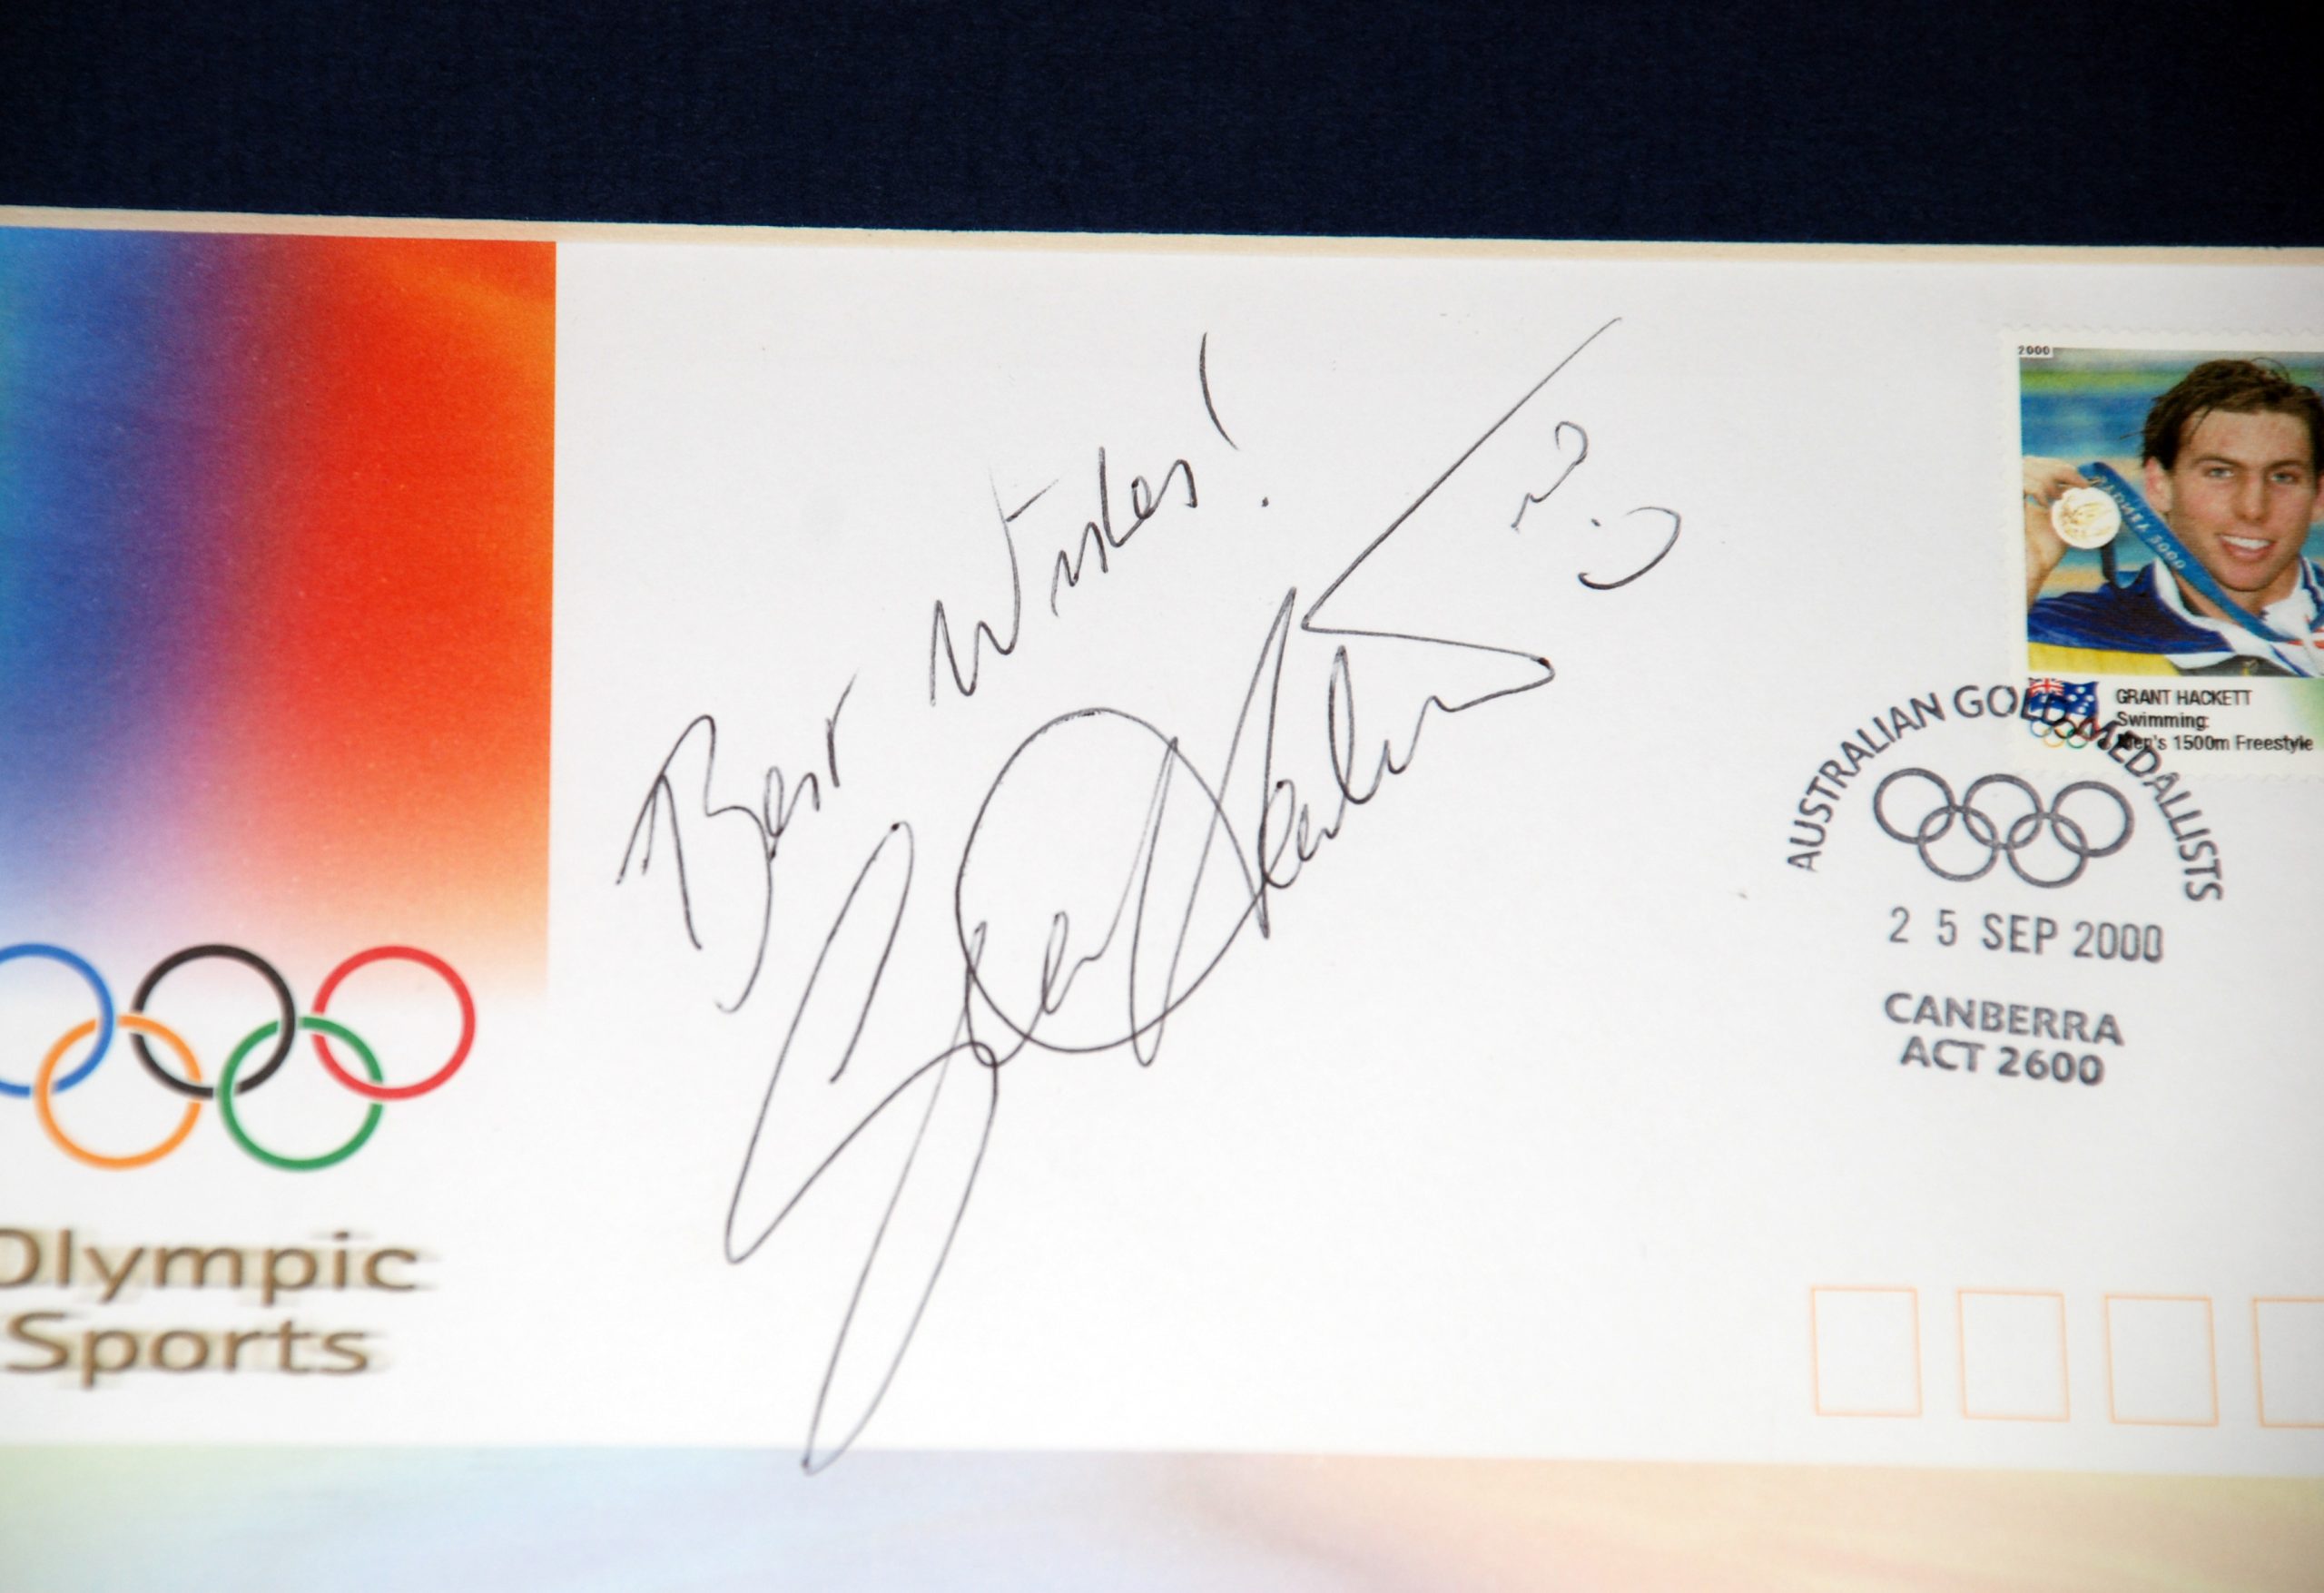 Best Wishes!
2000
GRANT HACKETT
Swimming:
Men's 1500m Freestyle
AUSTRALIAN GOLD MEDALLISTS
25 SEP 2000
CANBERRA
ACT 2600
Olympic
Sports